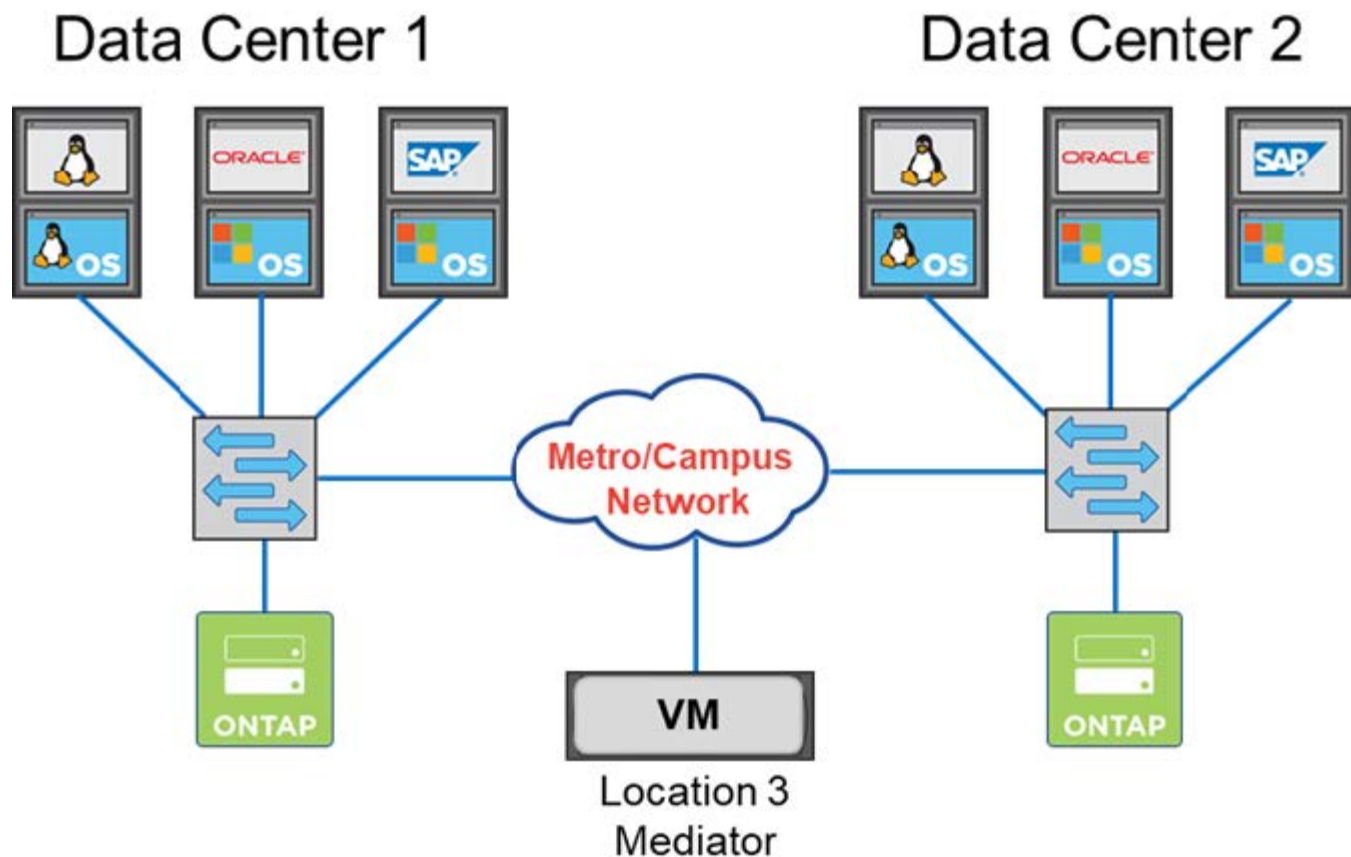 Data Center 1
Data Center 2
ORACLE
SAP
ORACLE
SAP
OS
OS
OS
OS
OS
OS
Metro/Campus
Network
ONTAP
VM
ONTAP
Location 3
Mediator